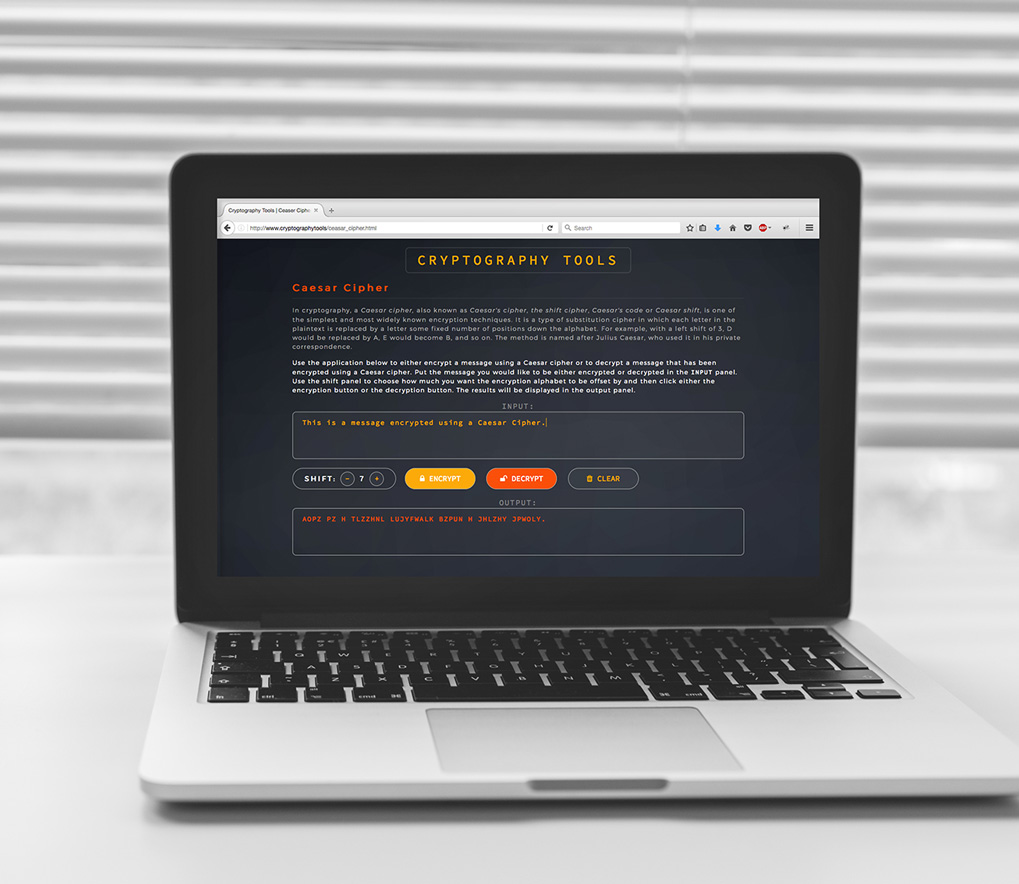 Cryptography Tools | Ceaser Ciphe
http://www.cryptographytools/ceasar_cipher.html
Search
ABP
CRYPTOGRAPHY TOOLS
Caesar Cipher
In cryptography, a Caesar cipher, also known as Caesar's cipher, the shift cipher, Caesar's code or Caesar shift, is one of
the simplest and most widely known encryption techniques. It is a type of substitution cipher in which each letter in the
plaintext is replaced by a letter some fixed number of positions down the alphabet. For example, with a left shift of 3, D
would be replaced by A, E would become B, and so on. The method is named after Julius Caesar, who used it in his private
correspondence.
Use the application below to either encrypt a message using a Caesar cipher or to decrypt a message that has been
encrypted using a Caesar cipher. Put the message you would like to be either encrypted or decrypted in the INPUT panel.
Use the shift panel to choose how much you want the encryption alphabet to be offset by and then click either the
encryption button or the decryption button. The results will be displayed in the output panel.
INPUT:
This is a message encrypted using a Caesar Cipher.
SHIFT: − 7 + ENCRYPT DECRYPT CLEAR
OUTPUT:
AOPZ PZ H TLZZHNL LUJYFWALK BZPUN H JHLZHY JPWOLY.
Q W E R
A S D F G H J K L
Z X C V B N M
fn ctrl alt cmd ⌘ ⌘ cmd